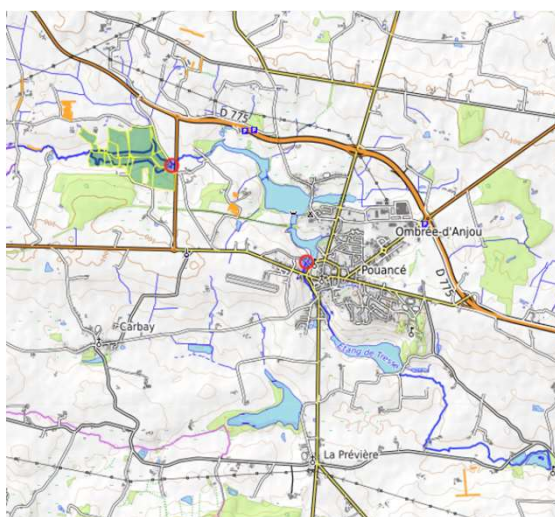 D 775
Ombrée-d'Anjou
Pouancé
D 775
Carbay
Étang de Tressé
La Prévière